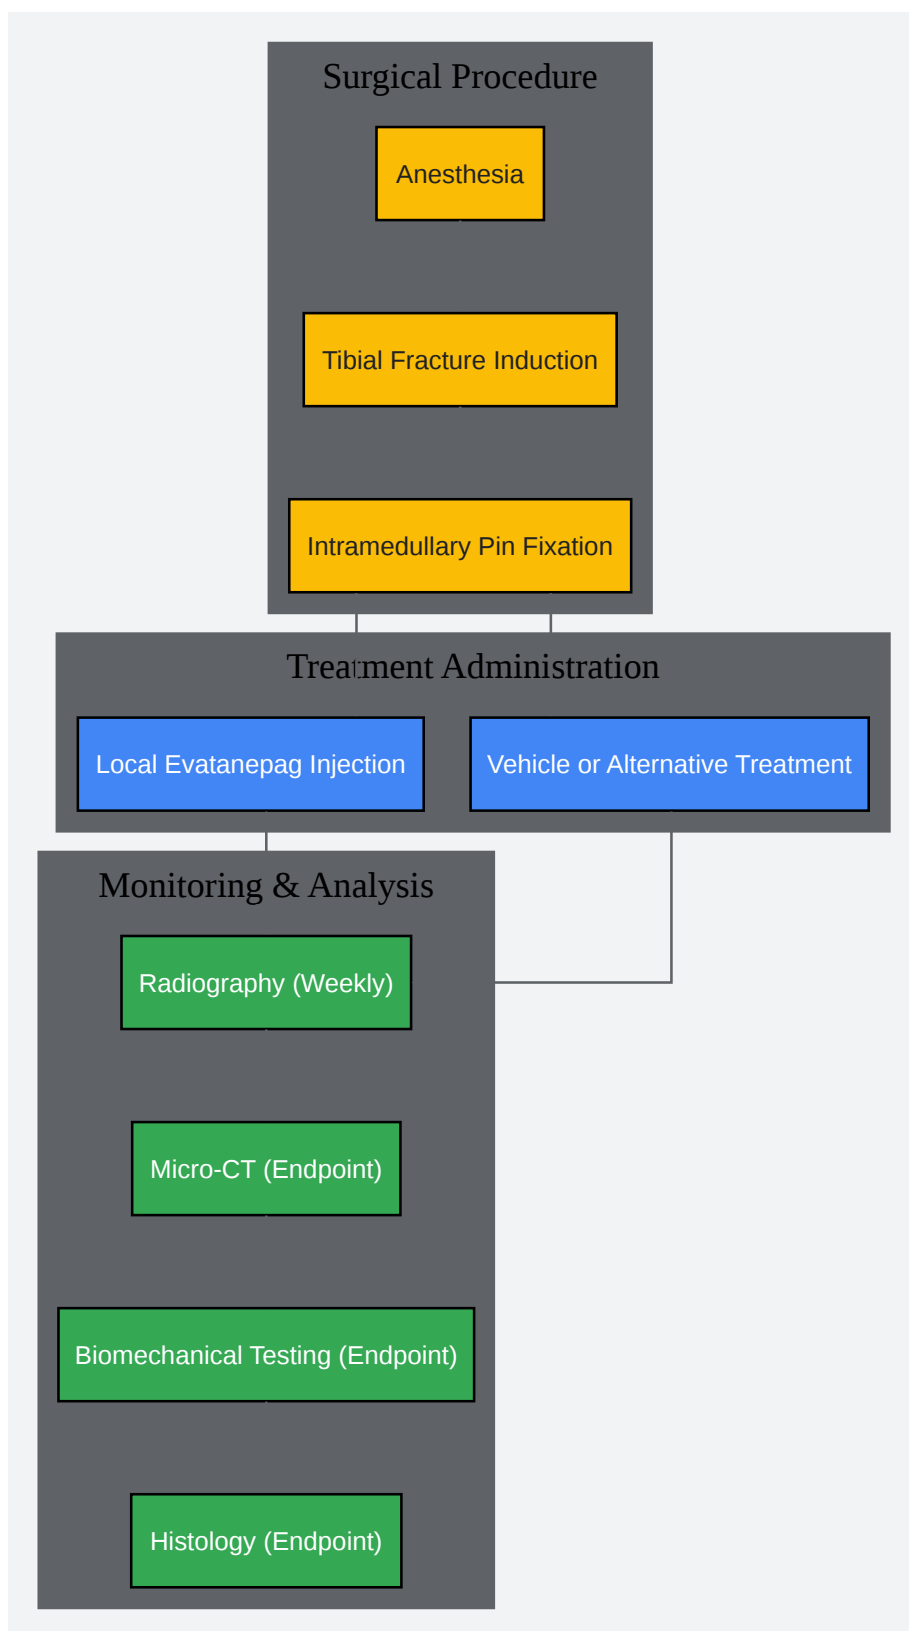 Surgical Procedure
Anesthesia
Tibial Fracture Induction
Intramedullary Pin Fixation
Treatment Administration
Local Evatanepag Injection
Vehicle or Alternative Treatment
Monitoring & Analysis
Radiography (Weekly)
Micro-CT (Endpoint)
Biomechanical Testing (Endpoint)
Histology (Endpoint)